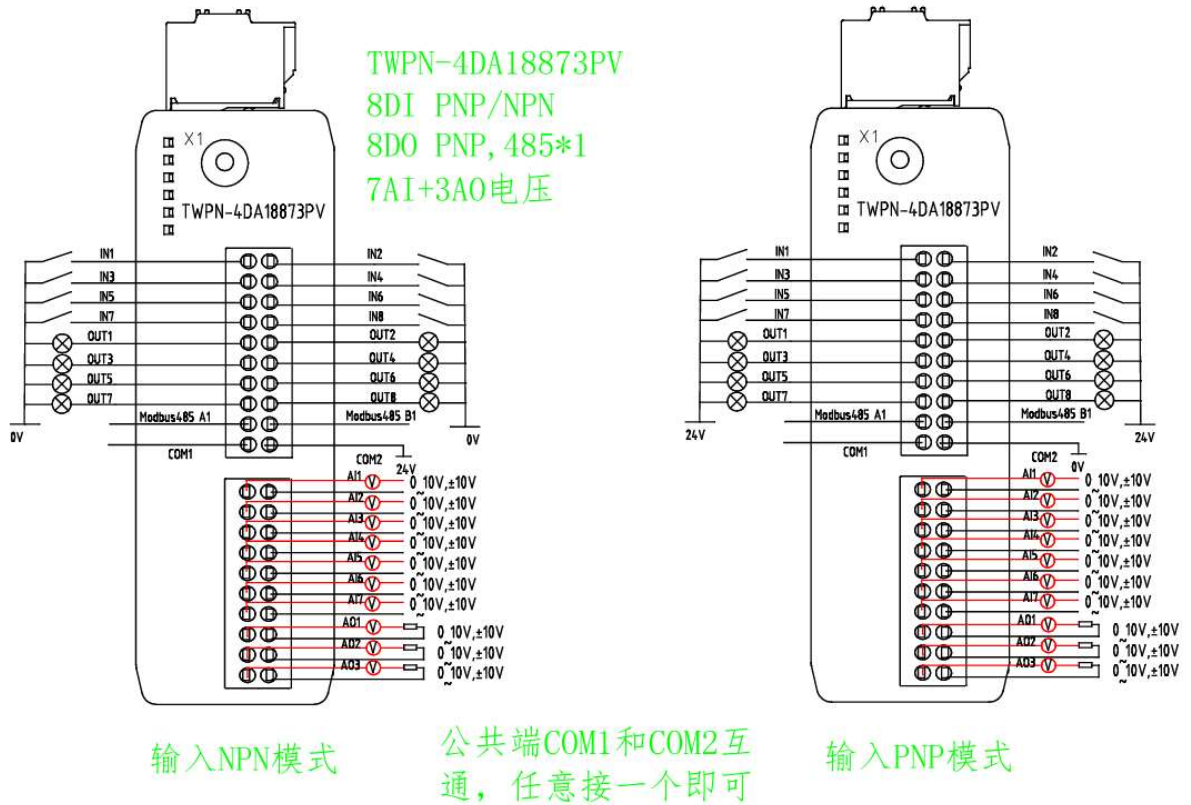 TWPN-4DA18873PV
8DI PNP/NPN
8DO PNP,485*1
7AI+3AO电压
X1
TWPN-4DA18873PV
IN1
IN2
IN3
IN4
IN5
IN6
IN7
IN8
OUT1
OUT2
OUT3
OUT4
OUT5
OUT6
OUT7
OUT8
Modbus485 A1
Modbus485 B1
0V
0V
COM1
COM2
24V
AI1 V 0~10V,±10V
AI2 V 0~10V,±10V
AI3 V 0~10V,±10V
AI4 V 0~10V,±10V
AI5 V 0~10V,±10V
AI6 V 0~10V,±10V
AI7 V 0~10V,±10V
AO1 V 0~10V,±10V
AO2 V 0~10V,±10V
AO3 V 0~10V,±10V
输入NPN模式
X1
TWPN-4DA18873PV
IN1
IN2
IN3
IN4
IN5
IN6
IN7
IN8
OUT1
OUT2
OUT3
OUT4
OUT5
OUT6
OUT7
OUT8
Modbus485 A1
Modbus485 B1
24V
24V
COM1
COM2
0V
AI1 V 0~10V,±10V
AI2 V 0~10V,±10V
AI3 V 0~10V,±10V
AI4 V 0~10V,±10V
AI5 V 0~10V,±10V
AI6 V 0~10V,±10V
AI7 V 0~10V,±10V
AO1 V 0~10V,±10V
AO2 V 0~10V,±10V
AO3 V 0~10V,±10V
输入PNP模式
公共端COM1和COM2互
通，任意接一个即可